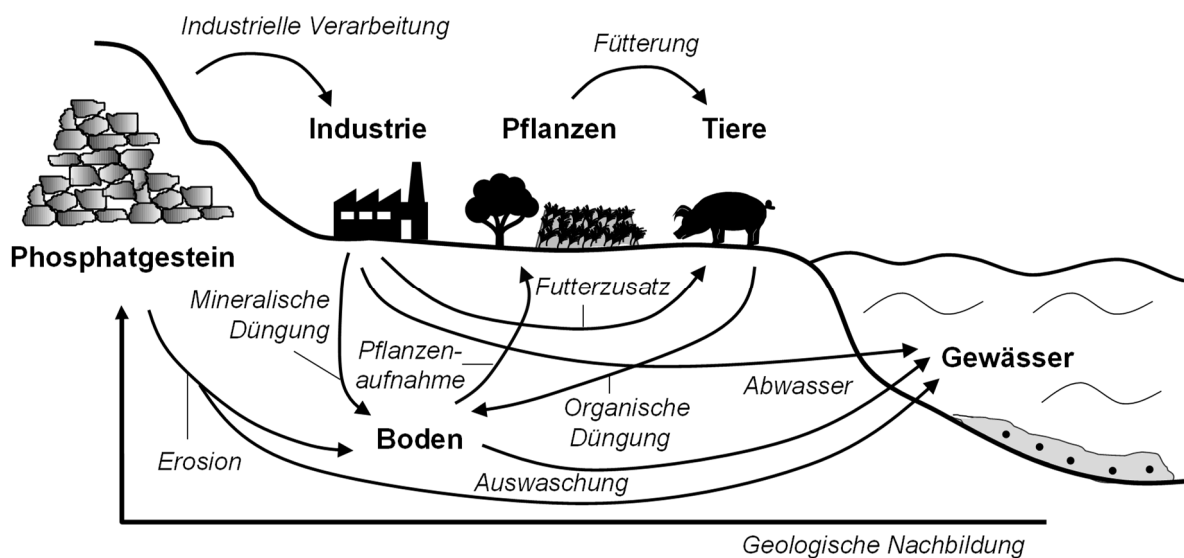 Industrielle Verarbeitung
Fütterung
Industrie
Pflanzen
Tiere
Phosphatgestein
Mineralische
Düngung
Futterzusatz
Pflanzen-
aufnahme
Gewässer
Abwasser
Organische
Düngung
Boden
Erosion
Auswaschung
Geologische Nachbildung